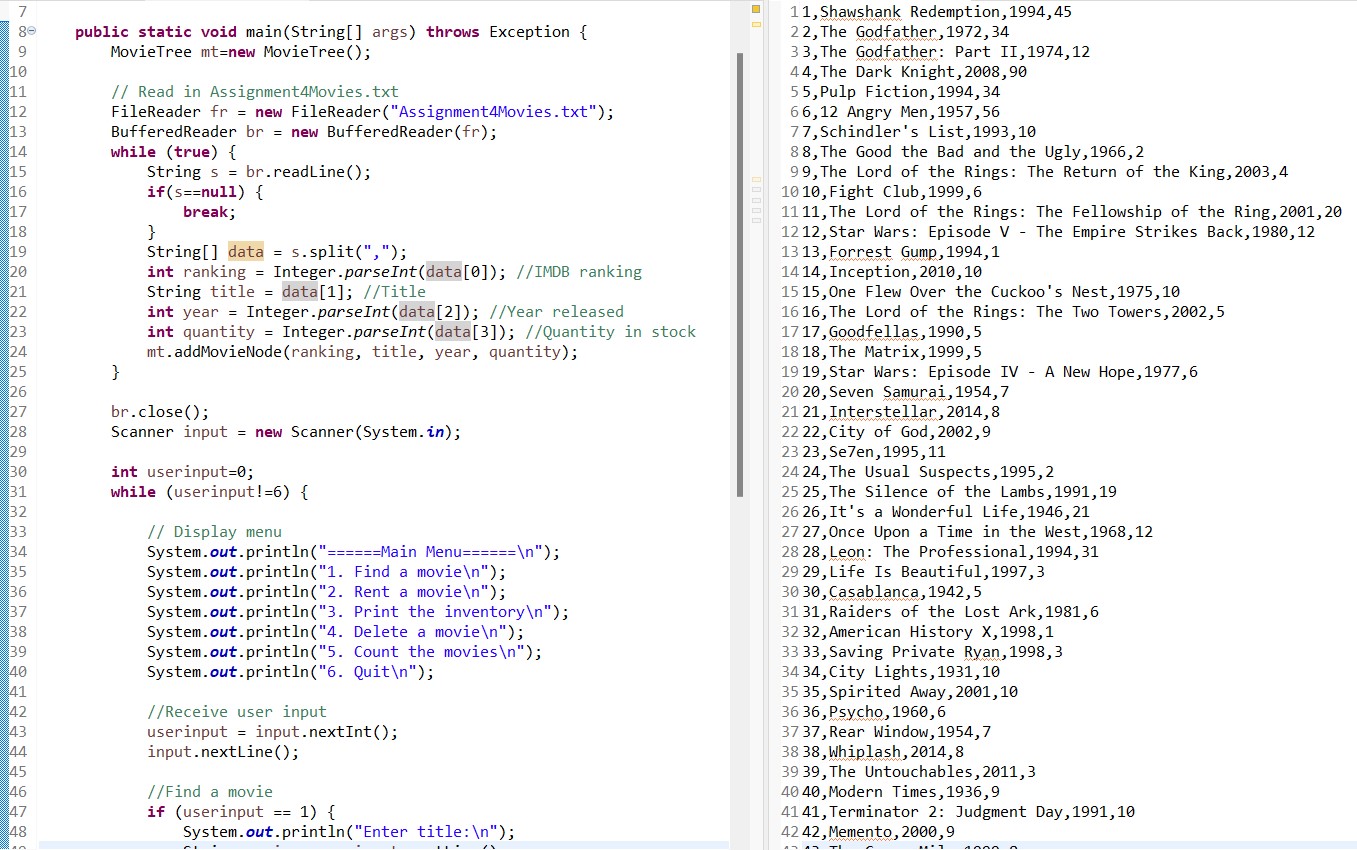 7
8 public static void main(String[] args) throws Exception {
9 MovieTree mt=new MovieTree();
10
11 // Read in Assignment4Movies.txt
12 FileReader fr = new FileReader("Assignment4Movies.txt");
13 BufferedReader br = new BufferedReader(fr);
14 while (true) {
15 String s = br.readLine();
16 if(s==null) {
17 break;
18 }
19 String[] data = s.split(",");
20 int ranking = Integer.parseInt(data[0]); //IMDB ranking
21 String title = data[1]; //Title
22 int year = Integer.parseInt(data[2]); //Year released
23 int quantity = Integer.parseInt(data[3]); //Quantity in stock
24 mt.addMovieNode(ranking, title, year, quantity);
25 }
26
27 br.close();
28 Scanner input = new Scanner(System.in);
29
30 int userinput=0;
31 while (userinput!=6) {
32
33 // Display menu
34 System.out.println("======Main Menu======\n");
35 System.out.println("1. Find a movie\n");
36 System.out.println("2. Rent a movie\n");
37 System.out.println("3. Print the inventory\n");
38 System.out.println("4. Delete a movie\n");
39 System.out.println("5. Count the movies\n");
40 System.out.println("6. Quit\n");
41
42 //Receive user input
43 userinput = input.nextInt();
44 input.nextLine();
45
46 //Find a movie
47 if (userinput == 1) {
48 System.out.println("Enter title:\n");
1 1,Shawshank Redemption,1994,45
2 2,The Godfather,1972,34
3 3,The Godfather: Part II,1974,12
4 4,The Dark Knight,2008,90
5 5,Pulp Fiction,1994,34
6 6,12 Angry Men,1957,56
7 7,Schindler's List,1993,10
8 8,The Good the Bad and the Ugly,1966,2
9 9,The Lord of the Rings: The Return of the King,2003,4
10 10,Fight Club,1999,6
11 11,The Lord of the Rings: The Fellowship of the Ring,2001,20
12 12,Star Wars: Episode V - The Empire Strikes Back,1980,12
13 13,Forrest Gump,1994,1
14 14,Inception,2010,10
15 15,One Flew Over the Cuckoo's Nest,1975,10
16 16,The Lord of the Rings: The Two Towers,2002,5
17 17,Goodfellas,1990,5
18 18,The Matrix,1999,5
19 19,Star Wars: Episode IV - A New Hope,1977,6
20 20,Seven Samurai,1954,7
21 21,Interstellar,2014,8
22 22,City of God,2002,9
23 23,Se7en,1995,11
24 24,The Usual Suspects,1995,2
25 25,The Silence of the Lambs,1991,19
26 26,It's a Wonderful Life,1946,21
27 27,Once Upon a Time in the West,1968,12
28 28,Leon: The Professional,1994,31
29 29,Life Is Beautiful,1997,3
30 30,Casablanca,1942,5
31 31,Raiders of the Lost Ark,1981,6
32 32,American History X,1998,1
33 33,Saving Private Ryan,1998,3
34 34,City Lights,1931,10
35 35,Spirited Away,2001,10
36 36,Psycho,1960,6
37 37,Rear Window,1954,7
38 38,Whiplash,2014,8
39 39,The Untouchables,2011,3
40 40,Modern Times,1936,9
41 41,Terminator 2: Judgment Day,1991,10
42 42,Memento,2000,9